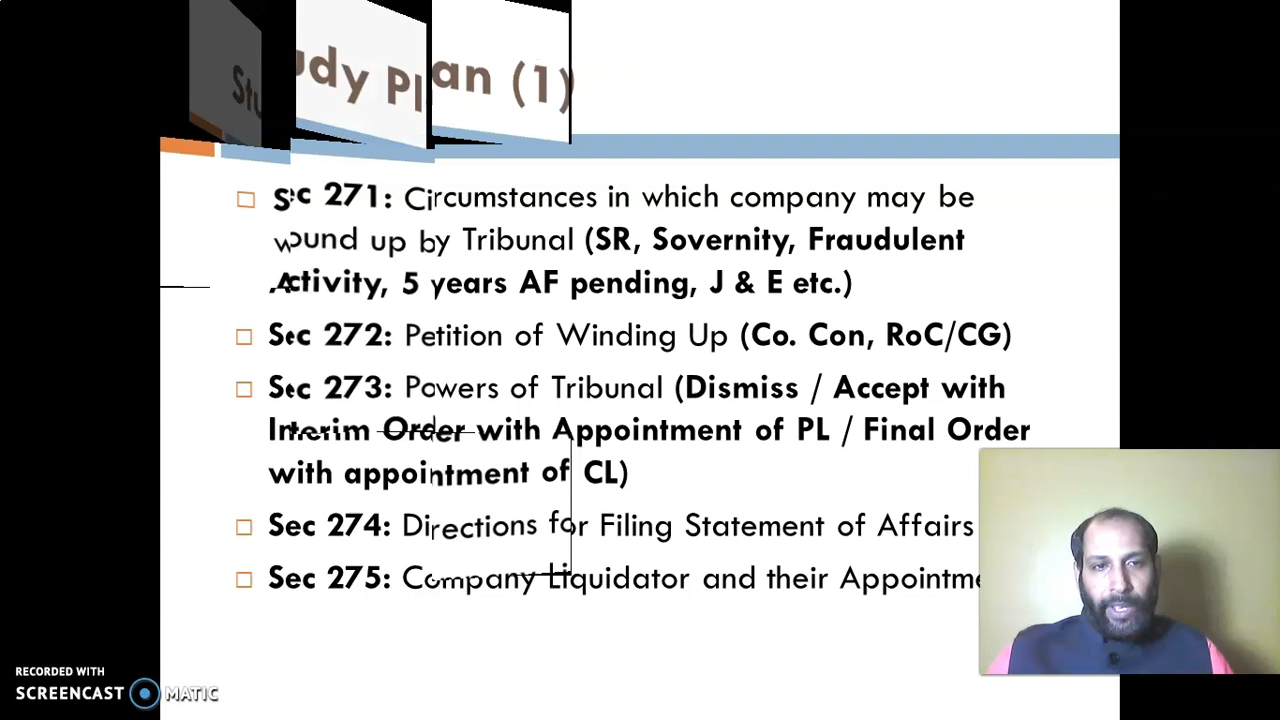 Study Plan (1)
Sec 271: Circumstances in which company may be
wound up by Tribunal (SR, Sovernity, Fraudulent
Activity, 5 years AF pending, J & E etc.)
Sec 272: Petition of Winding Up (Co. Con, RoC/CG)
Sec 273: Powers of Tribunal (Dismiss / Accept with
Interim Order with Appointment of PL / Final Order
with appointment of CL)
Sec 274: Directions for Filing Statement of Affairs
Sec 275: Company Liquidator and their Appointme
RECORDED WITH
SCREENCAST MATIC